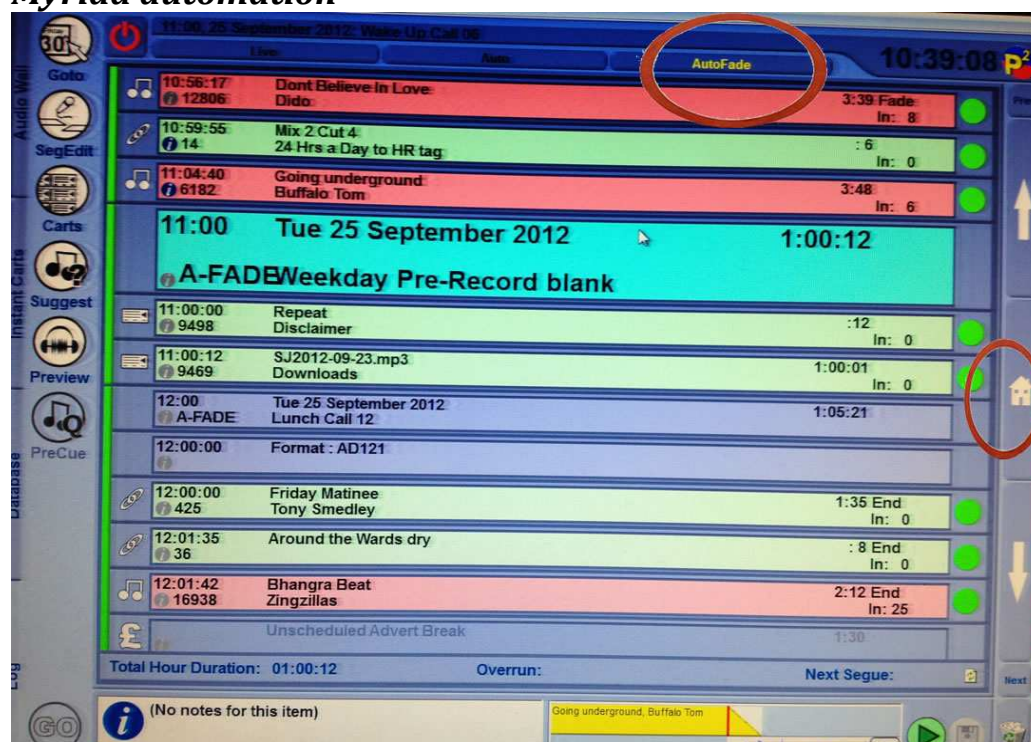 Myriad automation
11:00, 25 September 2012: Wake Up Call 06
Live
Auto
AutoFade
10:39:08
P²
30
Goto
SegEdit
Carts
Suggest
Preview
PreCue
Audio Wall
Instant Carts
Database
Log
10:56:17 Dont Believe In Love 3:39 Fade
i 12806 Dido In: 8
10:59:55 Mix 2 Cut 4 : 6
i 14 24 Hrs a Day to HR tag In: 0
11:04:40 Going underground 3:48
i 6182 Buffalo Tom In: 6
11:00 Tue 25 September 2012 1:00:12
i A-FADE Weekday Pre-Record blank
11:00:00 Repeat :12
i 9498 Disclaimer In: 0
11:00:12 SJ2012-09-23.mp3 1:00:01
i 9469 Downloads In: 0
12:00 Tue 25 September 2012 1:05:21
i A-FADE Lunch Call 12
12:00:00 Format : AD121
i
12:00:00 Friday Matinee 1:35 End
i 425 Tony Smedley In: 0
12:01:35 Around the Wards dry : 8 End
i 36 In: 0
12:01:42 Bhangra Beat 2:12 End
i 16938 Zingzillas In: 25
£ Unscheduled Advert Break 1:30
Total Hour Duration: 01:00:12 Overrun: Next Segue:
Next
GO
i (No notes for this item)
Going underground, Buffalo Tom